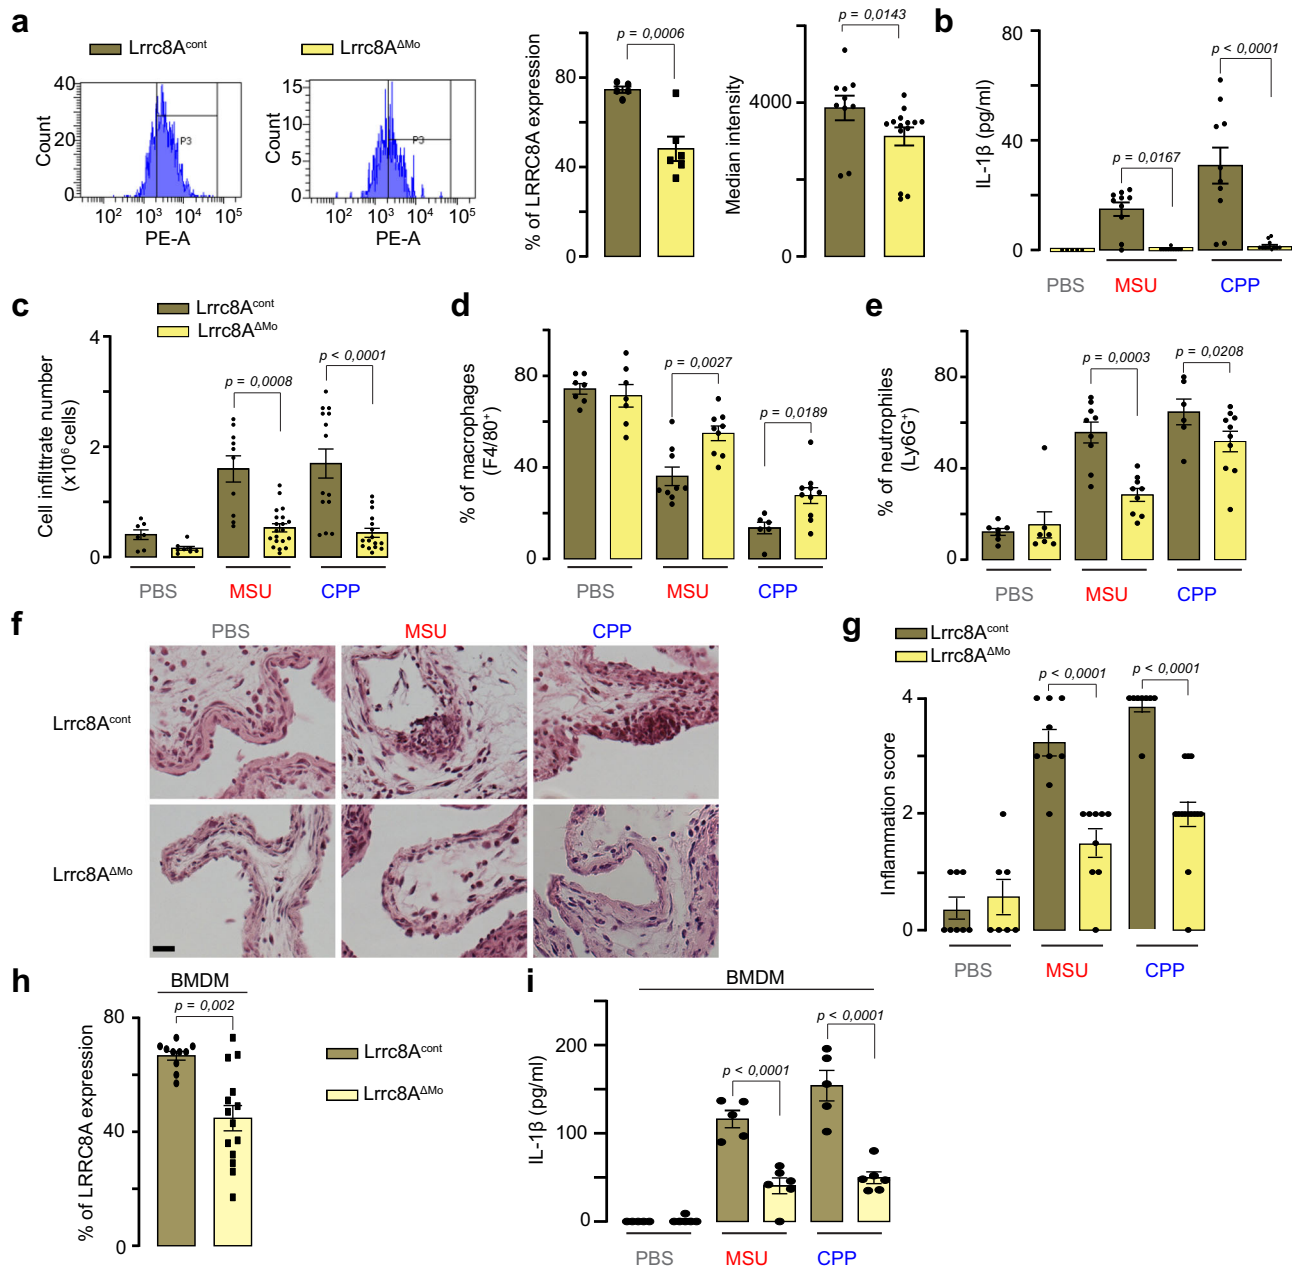 a
Lrrc8Acont
Lrrc8AΔMo
40
20
0
Count
P3
10² 10³ 10⁴ 10⁵
PE-A
15
10
5
0
Count
P3
10² 10³ 10⁴ 10⁵
PE-A
% of LRRC8A expression
80
40
0
p = 0,0006
Median intensity
4000
0
p = 0,0143
b
IL-1β (pg/ml)
80
40
0
p = 0,0167
p < 0,0001
PBS MSU CPP
c
Lrrc8Acont
Lrrc8AΔMo
Cell infilttrate number
(x10⁶ cells)
4
2
0
p = 0,0008
p < 0,0001
PBS MSU CPP
d
% of macrophages
(F4/80⁺)
80
40
0
p = 0,0027
p = 0,0189
PBS MSU CPP
e
% of neutrophiles
(Ly6G⁺)
80
40
0
p = 0,0003
p = 0,0208
PBS MSU CPP
f
PBS MSU CPP
Lrrc8Acont
Lrrc8AΔMo
g
Lrrc8Acont
Lrrc8AΔMo
Inflammation score
4
2
0
p < 0,0001
p < 0,0001
PBS MSU CPP
h
BMDM
p = 0,002
% of LRRC8A expression
80
40
0
Lrrc8Acont
Lrrc8AΔMo
i
BMDM
IL-1β (pg/ml)
200
100
0
p < 0,0001
p < 0,0001
PBS MSU CPP